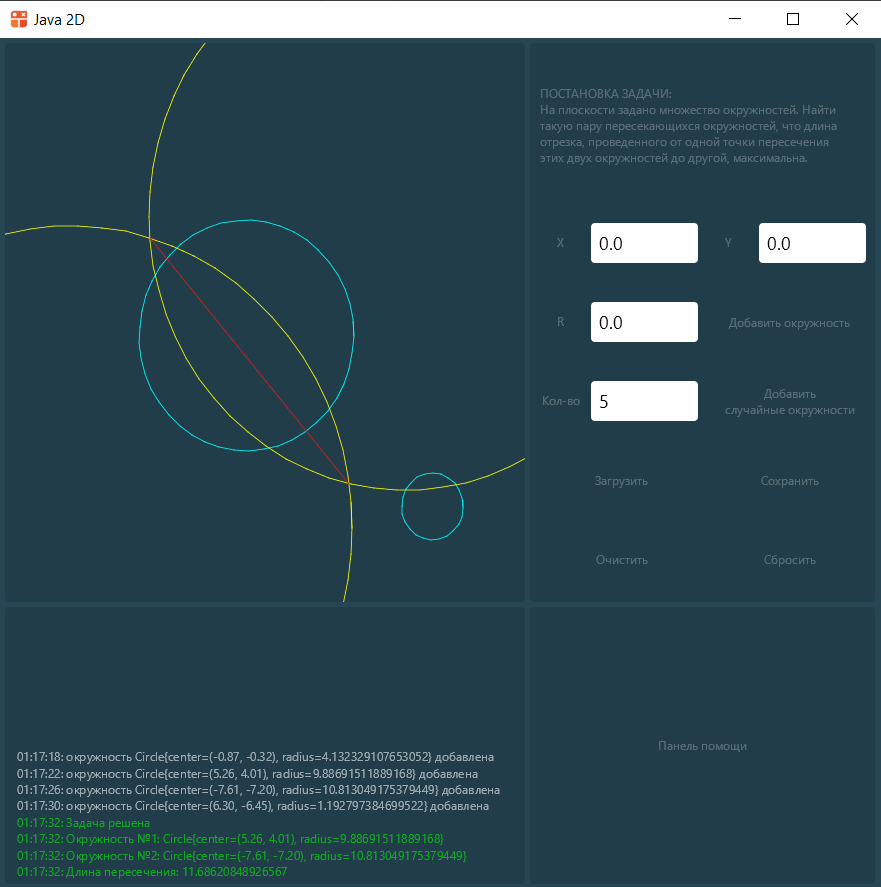 Java 2D
ПОСТАНОВКА ЗАДАЧИ:
На плоскости задано множество окружностей. Найти
такую пару пересекающихся окружностей, что длина
отрезка, проведенного от одной точки пересечения
этих двух окружностей до другой, максимальна.
X 0.0 Y 0.0
R 0.0 Добавить окружность
Кол-во 5 Добавить
случайные окружности
Загрузить Сохранить
Очистить Сбросить
01:17:18: окружность Circle{center=(-0.87, -0.32), radius=4.132329107653052} добавлена
01:17:22: окружность Circle{center=(5.26, 4.01), radius=9.88691511889168} добавлена
01:17:26: окружность Circle{center=(-7.61, -7.20), radius=10.813049175379449} добавлена
01:17:30: окружность Circle{center=(6.30, -6.45), radius=1.192797384699522} добавлена
01:17:32: Задача решена
01:17:32: Окружность №1: Circle{center=(5.26, 4.01), radius=9.88691511889168}
01:17:32: Окружность №2: Circle{center=(-7.61, -7.20), radius=10.813049175379449}
01:17:32: Длина пересечения: 11.68620848926567
Панель помощи